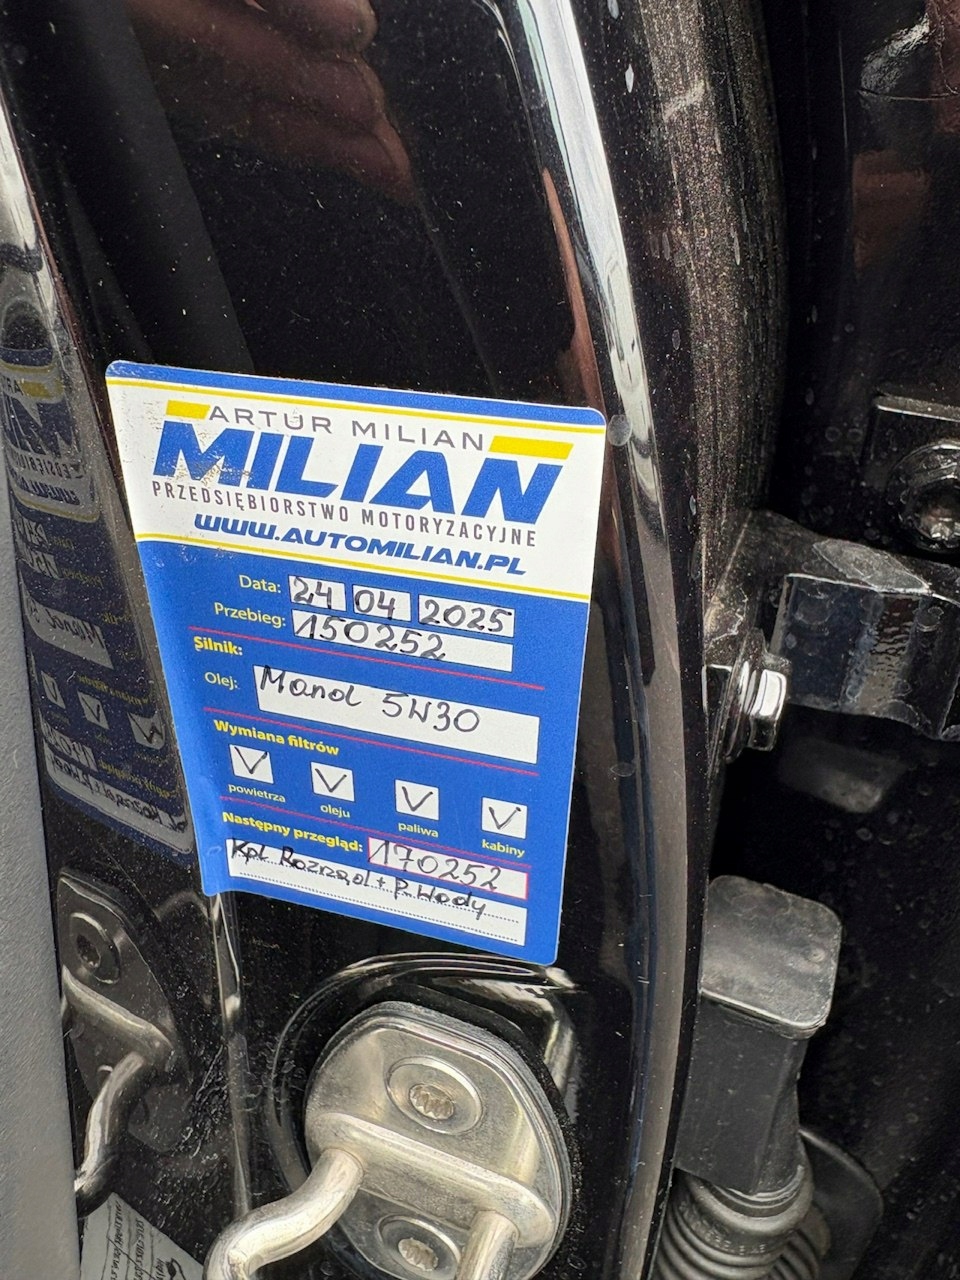 ARTUR MILIAN
MILIAN
PRZEDSIĘBIORSTWO MOTORYZACYJNE
WWW.AUTOMILIAN.PL
Data: 24 04 2025
Przebieg: 150252
Silnik:
Olej: Manol 5W30
Wymiana filtrów
powietrza oleju paliwa kabiny
Następny przegląd: 170252
Kpl Rozrząd + P. Wody